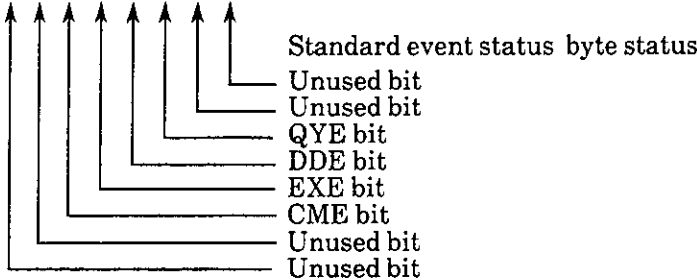 Standard event status byte status
Unused bit
Unused bit
QYE bit
DDE bit
EXE bit
CME bit
Unused bit
Unused bit